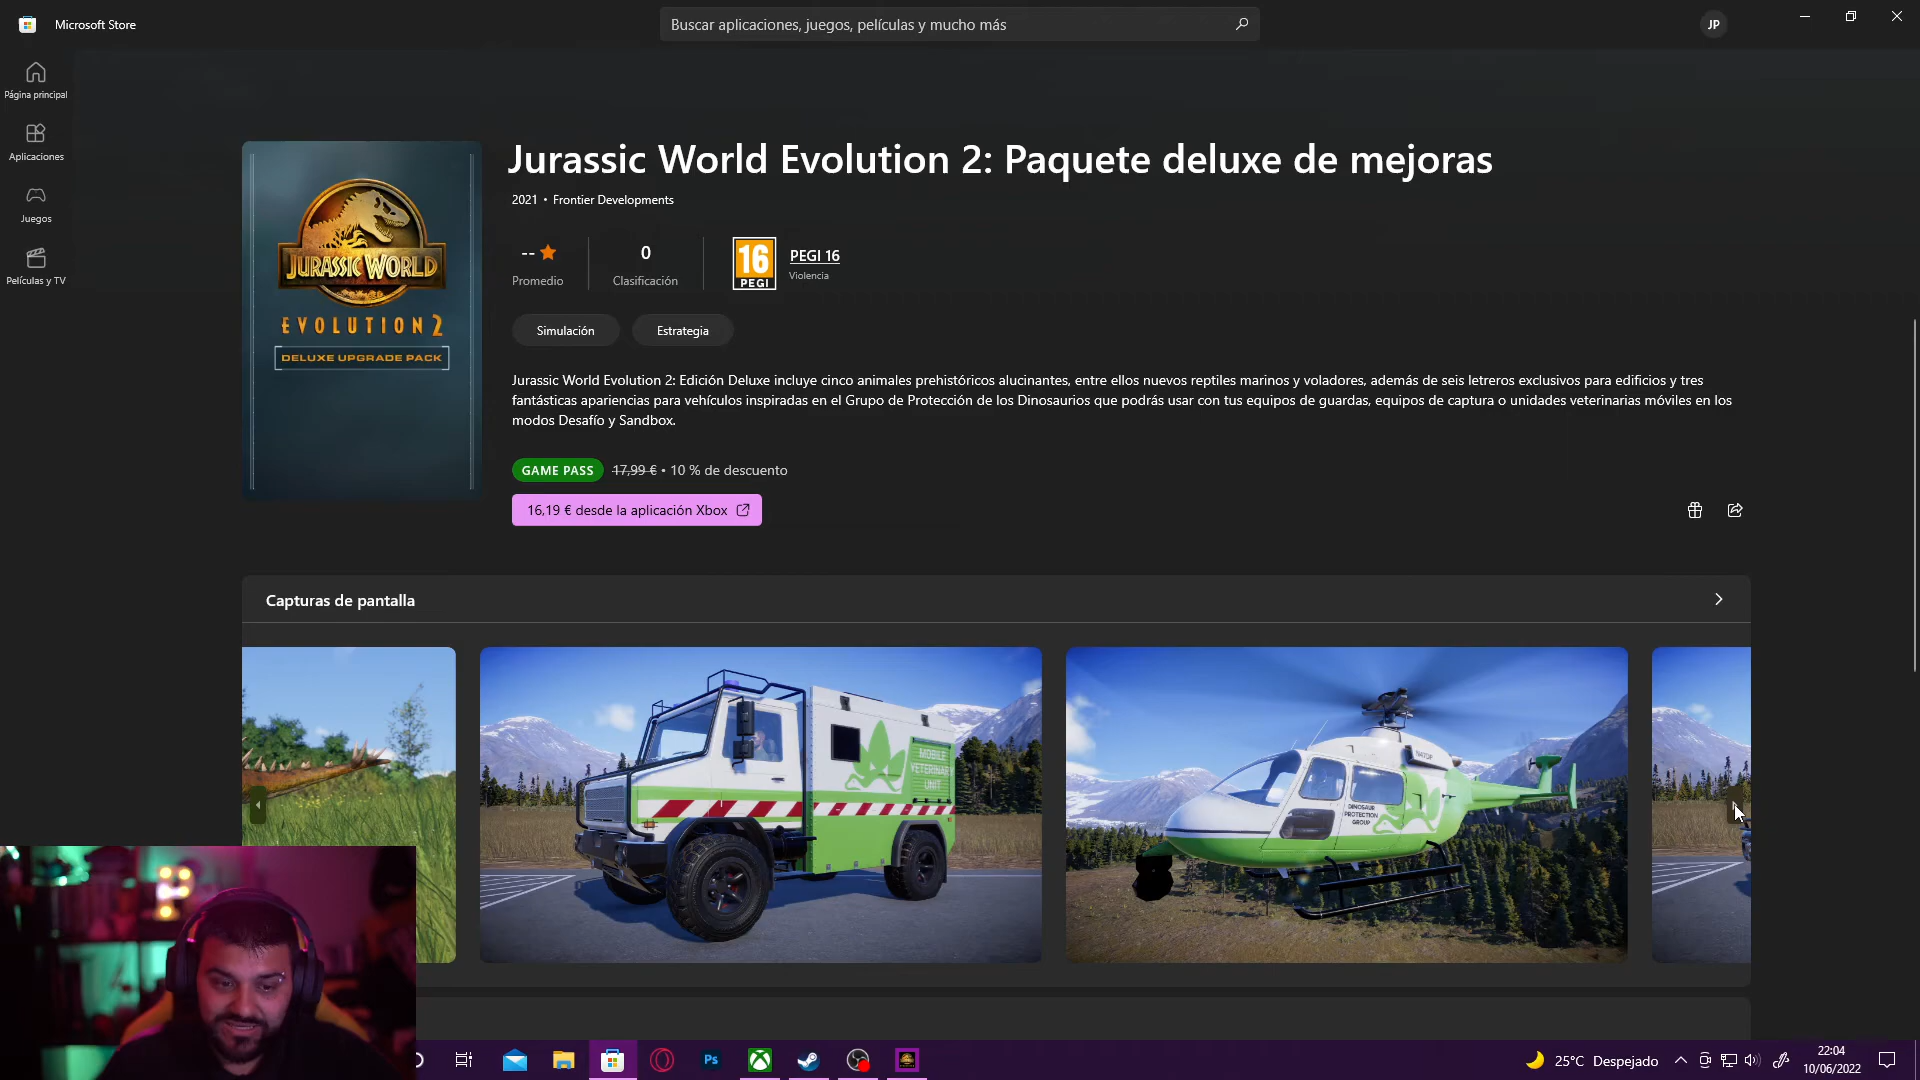 Microsoft Store
Buscar aplicaciones, juegos, películas y mucho más
JP
Página principal
Aplicaciones
Juegos
Películas y TV
JURASSIC WORLD
EVOLUTION 2
DELUXE UPGRADE PACK
Jurassic World Evolution 2: Paquete deluxe de mejoras
2021 • Frontier Developments
--
Promedio
0
Clasificación
16
PEGI
PEGI 16
Violencia
Simulación
Estrategia
Jurassic World Evolution 2: Edición Deluxe incluye cinco animales prehistóricos alucinantes, entre ellos nuevos reptiles marinos y voladores, además de seis letreros exclusivos para edificios y tres
fantásticas apariencias para vehículos inspiradas en el Grupo de Protección de los Dinosaurios que podrás usar con tus equipos de guardas, equipos de captura o unidades veterinarias móviles en los
modos Desafío y Sandbox.
GAME PASS 17,99 € • 10 % de descuento
16,19 € desde la aplicación Xbox
Capturas de pantalla
MOBILE
VETERINARY
UNIT
DINOSAUR
PROTECTION
GROUP
Ps
25°C Despejado
22:04
10/06/2022